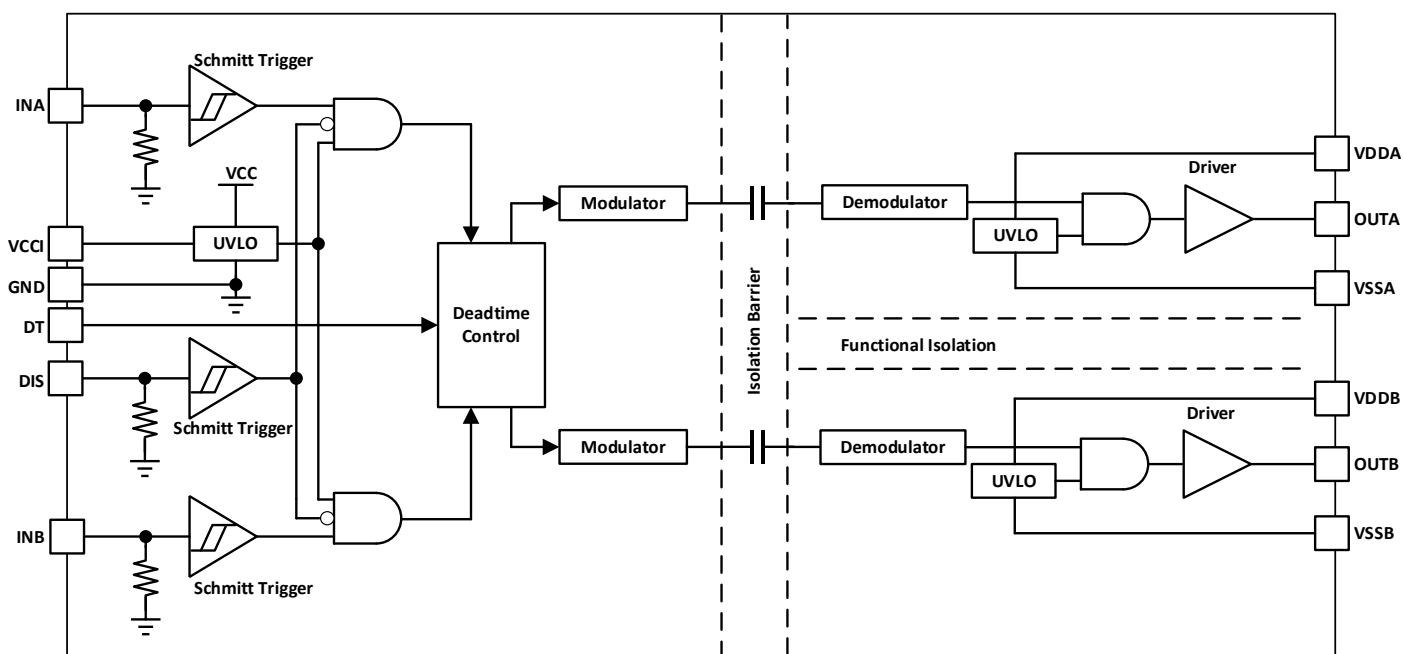 Schmitt Trigger
INA
VCC
VCCI
UVLO
GND
DT
DIS
Schmitt Trigger
INB
Schmitt Trigger
Deadtime
Control
Modulator
Modulator
Isolation Barrier
Demodulator
UVLO
Driver
VDDA
OUTA
VSSA
Functional Isolation
Demodulator
UVLO
Driver
VDDB
OUTB
VSSB